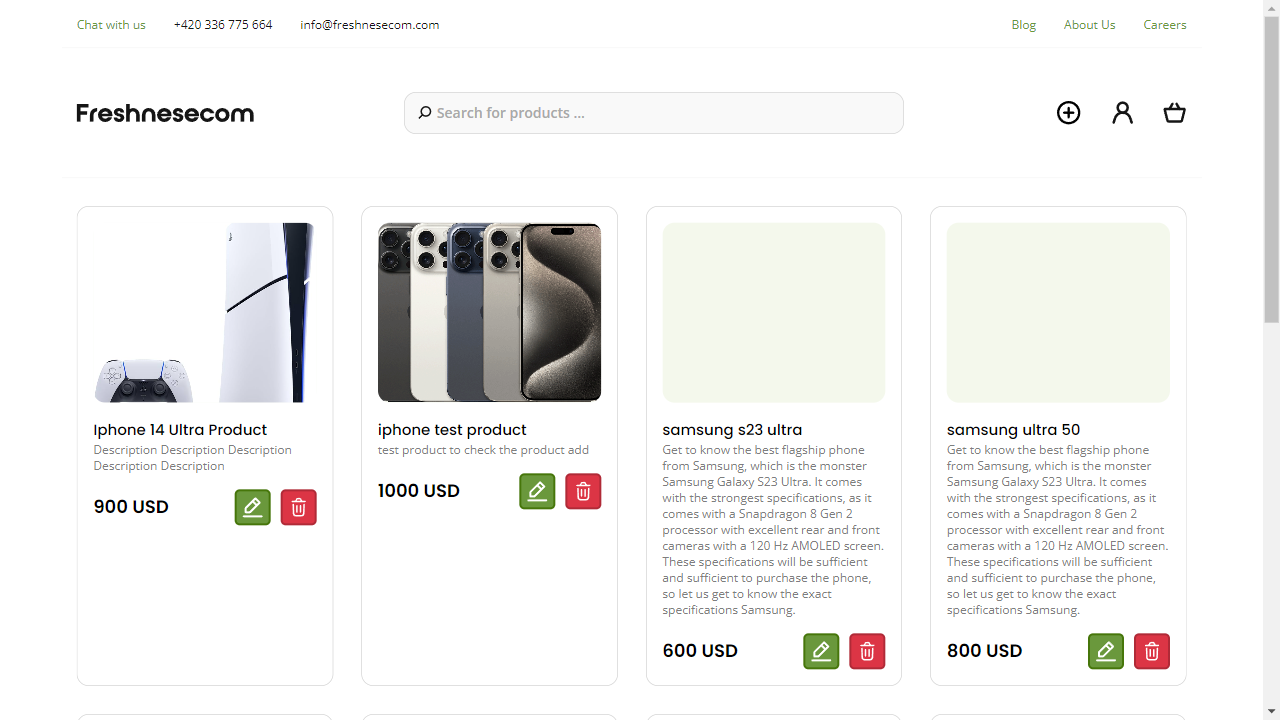 Chat with us
+420 336 775 664
info@freshnesecom.com
Blog
About Us
Careers
Freshnesecom
Search for products ...
Iphone 14 Ultra Product
Description Description Description
Description Description
900 USD
iphone test product
test product to check the product add
1000 USD
samsung s23 ultra
Get to know the best flagship phone
from Samsung, which is the monster
Samsung Galaxy S23 Ultra. It comes
with the strongest specifications, as it
comes with a Snapdragon 8 Gen 2
processor with excellent rear and front
cameras with a 120 Hz AMOLED screen.
These specifications will be sufficient
and sufficient to purchase the phone,
so let us get to know the exact
specifications Samsung.
600 USD
samsung ultra 50
Get to know the best flagship phone
from Samsung, which is the monster
Samsung Galaxy S23 Ultra. It comes
with the strongest specifications, as it
comes with a Snapdragon 8 Gen 2
processor with excellent rear and front
cameras with a 120 Hz AMOLED screen.
These specifications will be sufficient
and sufficient to purchase the phone,
so let us get to know the exact
specifications Samsung.
800 USD